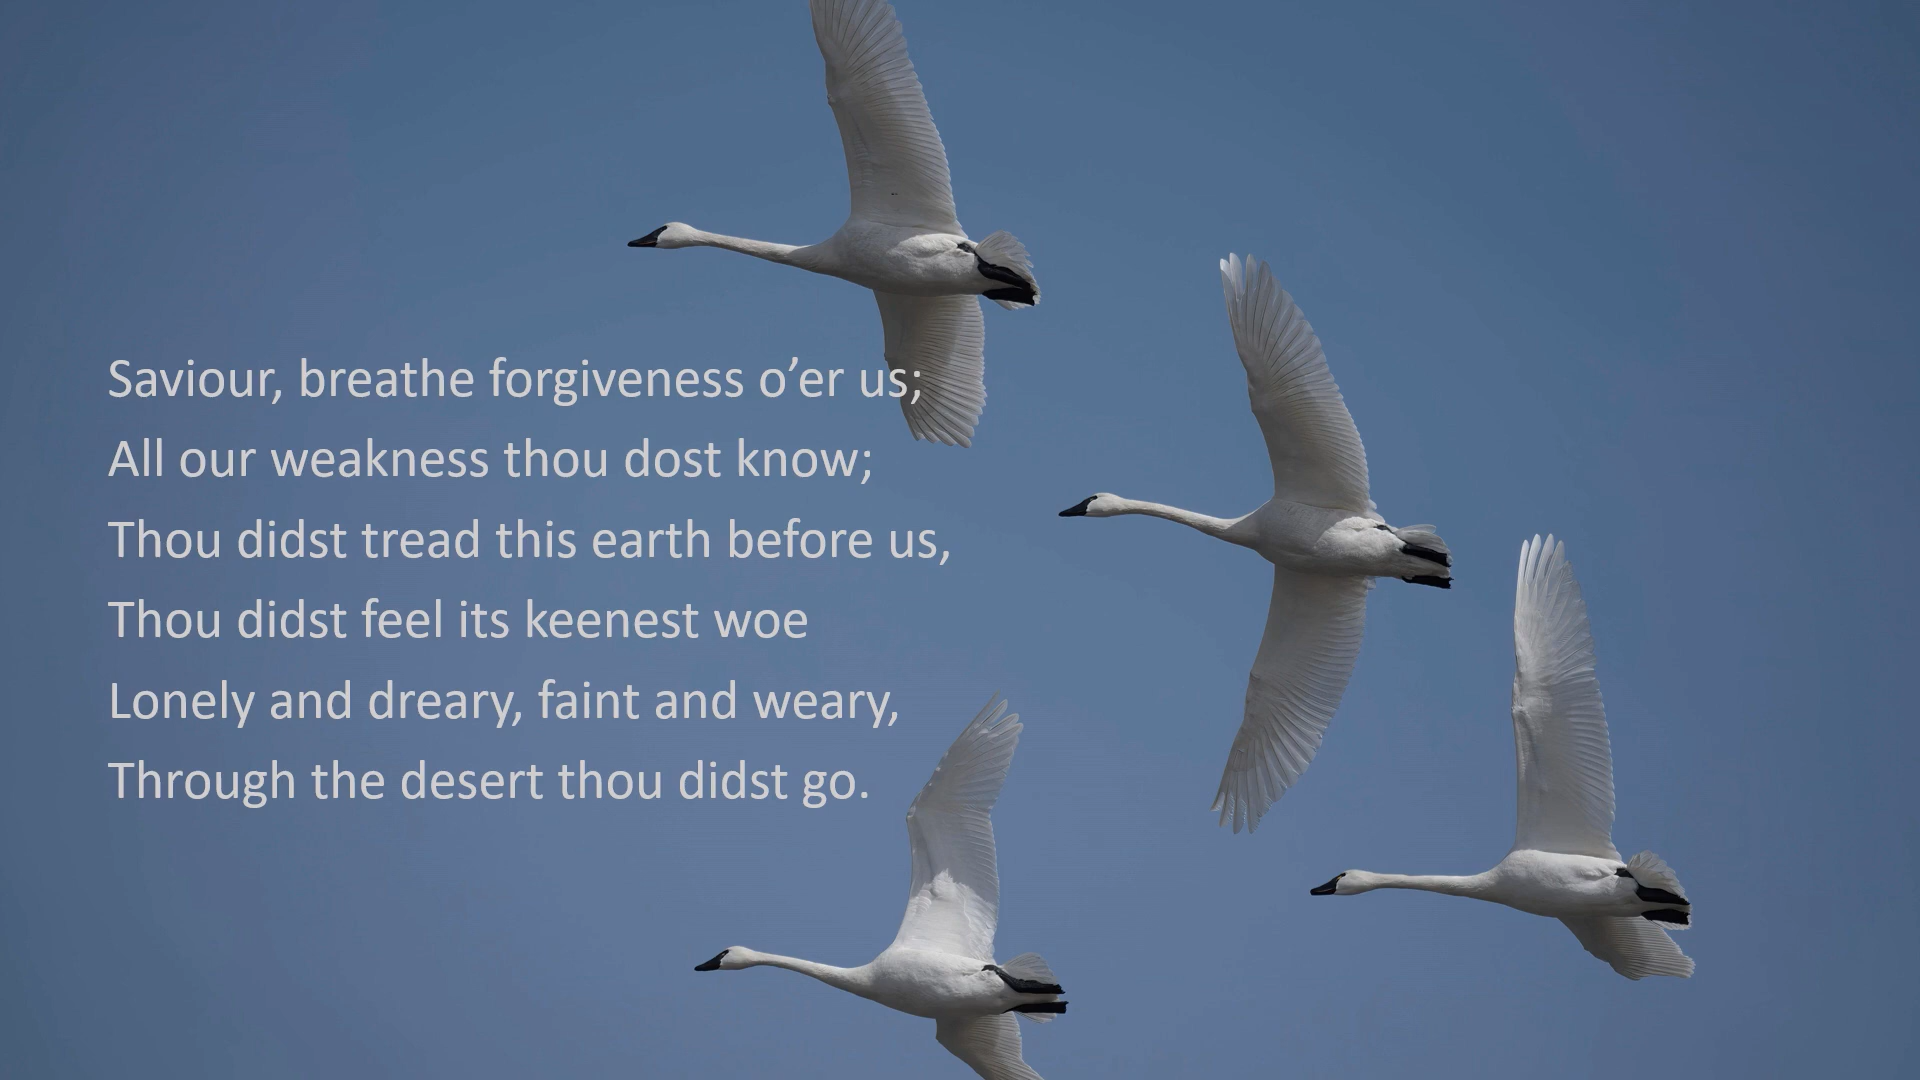 Saviour, breathe forgiveness o’er us;
All our weakness thou dost know;
Thou didst tread this earth before us,
Thou didst feel its keenest woe
Lonely and dreary, faint and weary,
Through the desert thou didst go.